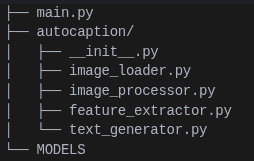 ├── main.py
├── autocaption/
│   ├── __init__.py
│   ├── image_loader.py
│   ├── image_processor.py
│   ├── feature_extractor.py
│   └── text_generator.py
└── MODELS